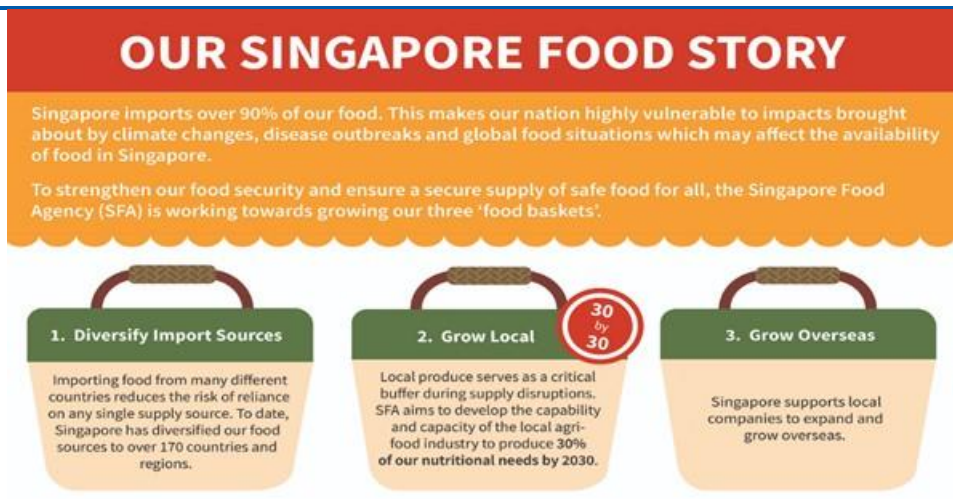 OUR SINGAPORE FOOD STORY
Singapore imports over 90% of our food. This makes our nation highly vulnerable to impacts brought
about by climate changes, disease outbreaks and global food situations which may affect the availability
of food in Singapore.
To strengthen our food security and ensure a secure supply of safe food for all, the Singapore Food
Agency (SFA) is working towards growing our three ‘food baskets’.
1. Diversify Import Sources
Importing food from many different
countries reduces the risk of reliance
on any single supply source. To date,
Singapore has diversified our food
sources to over 170 countries and
regions.
2. Grow Local
30
by
30
Local produce serves as a critical
buffer during supply disruptions.
SFA aims to develop the capability
and capacity of the local agri-
food industry to produce 30%
of our nutritional needs by 2030.
3. Grow Overseas
Singapore supports local
companies to expand and
grow overseas.